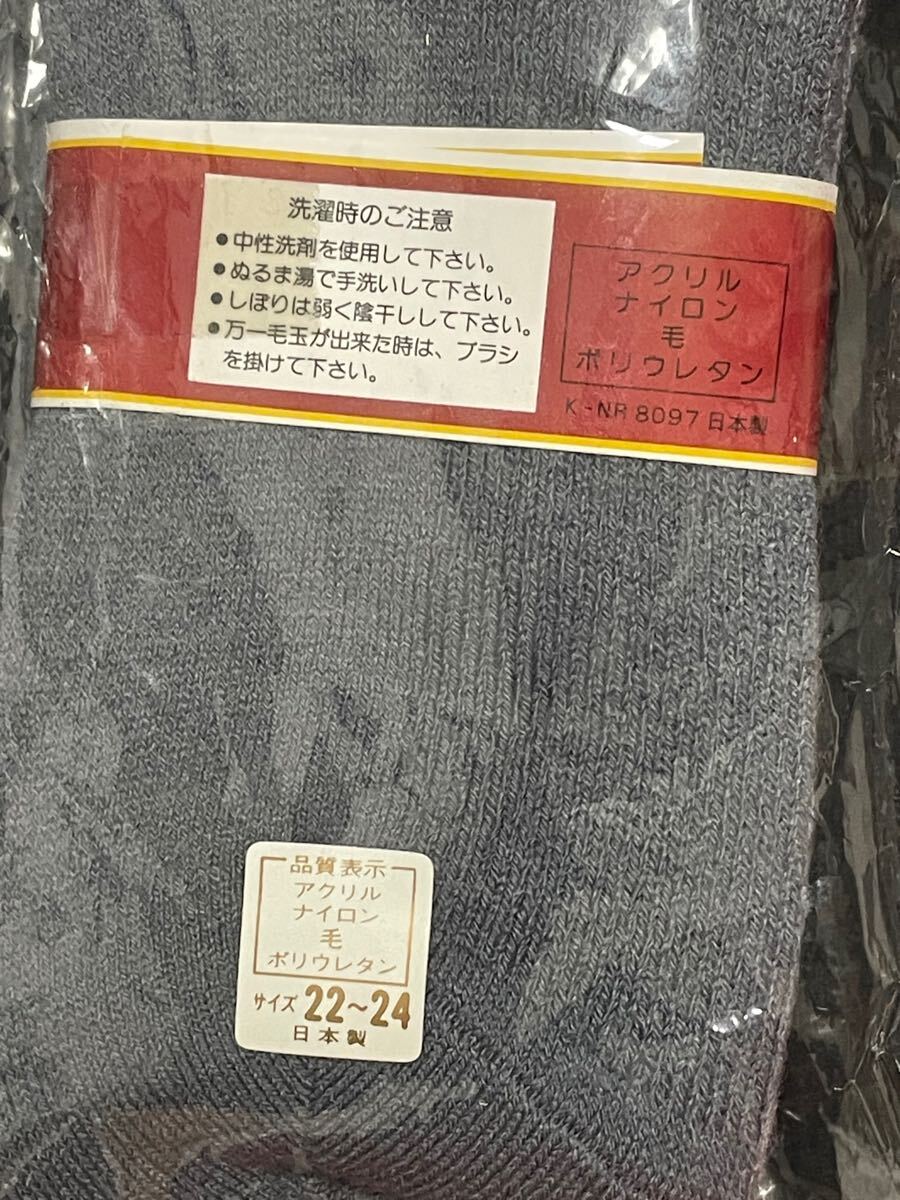 洗濯時のご注意
●中性洗剤を使用して下さい。
●ぬるま湯で手洗いして下さい。
●しぼりは弱く陰干しして下さい。
●万一毛玉が出来た時は、ブラシ
を掛けて下さい。
アクリル
ナイロン
毛
ポリウレタン
K-NR 8097 日本製
品質表示
アクリル
ナイロン
毛
ポリウレタン
サイズ 22~24
日本製